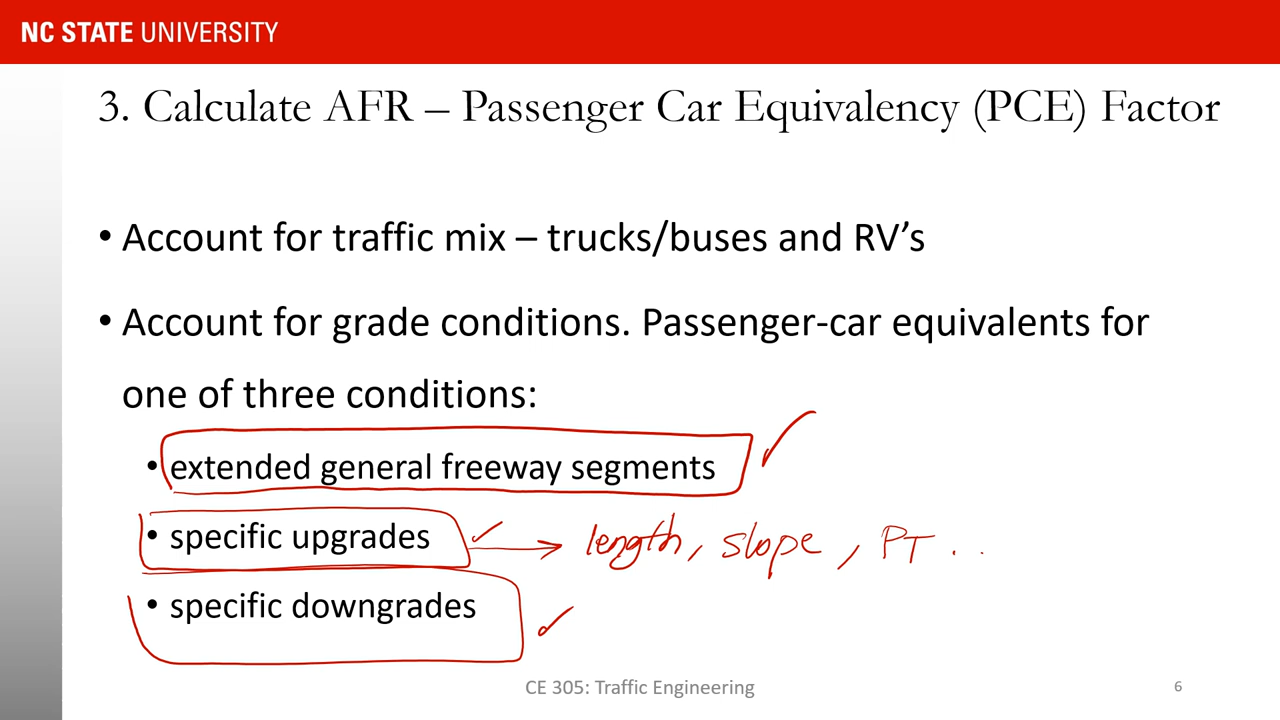 NC STATE UNIVERSITY
3. Calculate AFR – Passenger Car Equivalency (PCE) Factor
• Account for traffic mix – trucks/buses and RV's
• Account for grade conditions. Passenger-car equivalents for
one of three conditions:
• extended general freeway segments
• specific upgrades → length, slope, PT . .
• specific downgrades
CE 305: Traffic Engineering
6